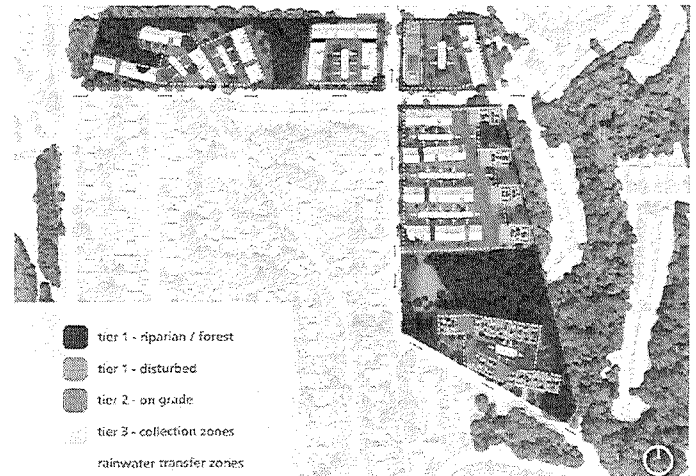 tier 1 - riparian / forest
tier 1 - disturbed
tier 2 - on grade
tier 3 - collection zones
rainwater transfer zones